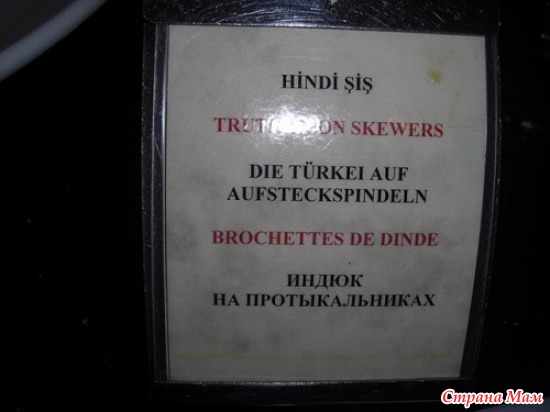 HİNDİ ŞİŞ
ON SKEWERS
DIE TÜRKEI AUF
AUFSTECKSPINDELN
BROCHETTES DE DINDE
ИНДЮК
НА ПРОТЫКАЛЬНИКАХ
Страна Мам